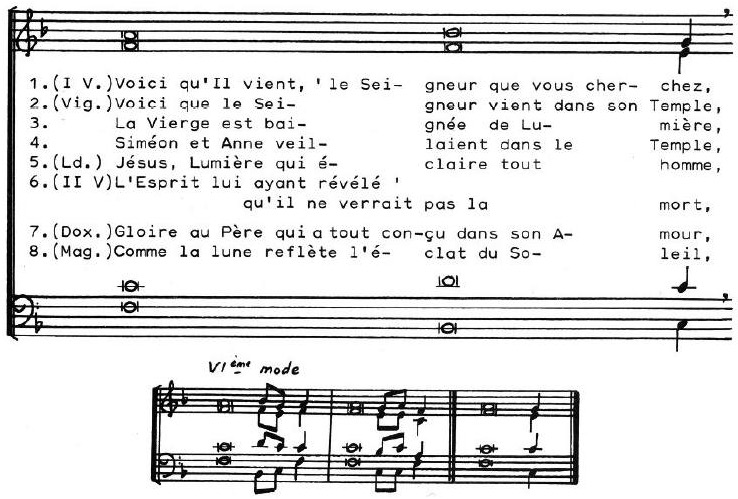 1.(I V.)Voici qu'Il vient, ' le Sei- gneur que vous cher- chez,
2.(Vig.)Voici que le Sei- gneur vient dans son Temple,
3. La Vierge est bai- gnée de Lu- mière,
4. Siméon et Anne veil- laient dans le Temple,
5.(Ld.) Jésus, Lumière qui é- claire tout homme,
6.(II V)L'Esprit lui ayant révélé '
qu'il ne verrait pas la mort,
7.(Dox.)Gloire au Père qui a tout con-çu dans son A- mour,
8.(Mag.)Comme la lune reflète l'é- clat du So- leil,
VIème mode